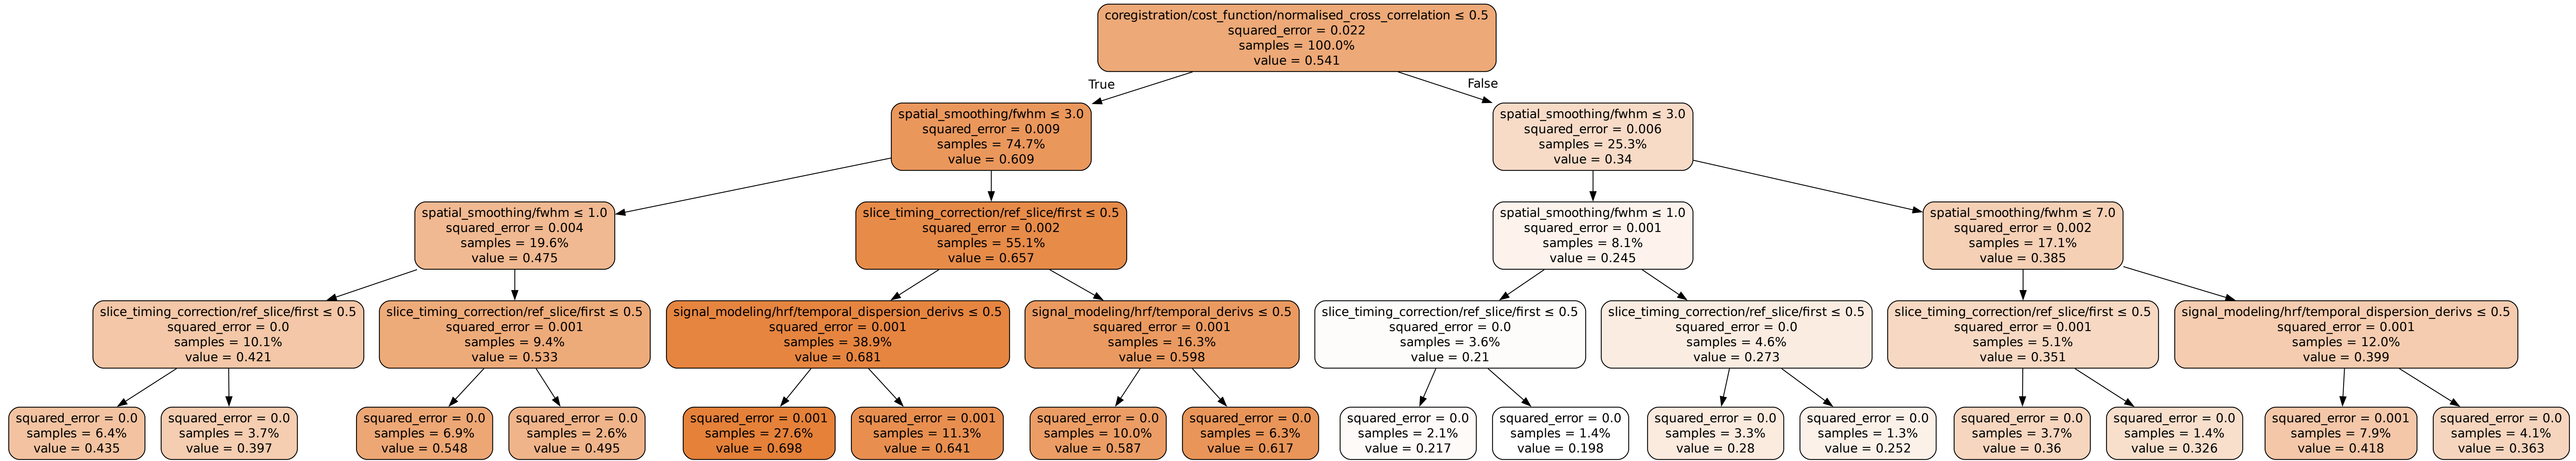 coregistration/cost_function/normalised_cross_correlation ≤ 0.5
squared_error = 0.022
samples = 100.0%
value = 0.541
True
False
spatial_smoothing/fwhm ≤ 3.0
squared_error = 0.009
samples = 74.7%
value = 0.609
spatial_smoothing/fwhm ≤ 3.0
squared_error = 0.006
samples = 25.3%
value = 0.34
spatial_smoothing/fwhm ≤ 1.0
squared_error = 0.004
samples = 19.6%
value = 0.475
slice_timing_correction/ref_slice/first ≤ 0.5
squared_error = 0.002
samples = 55.1%
value = 0.657
spatial_smoothing/fwhm ≤ 1.0
squared_error = 0.001
samples = 8.1%
value = 0.245
spatial_smoothing/fwhm ≤ 7.0
squared_error = 0.002
samples = 17.1%
value = 0.385
slice_timing_correction/ref_slice/first ≤ 0.5
squared_error = 0.0
samples = 10.1%
value = 0.421
slice_timing_correction/ref_slice/first ≤ 0.5
squared_error = 0.001
samples = 9.4%
value = 0.533
signal_modeling/hrf/temporal_dispersion_derivs ≤ 0.5
squared_error = 0.001
samples = 38.9%
value = 0.681
signal_modeling/hrf/temporal_derivs ≤ 0.5
squared_error = 0.001
samples = 16.3%
value = 0.598
slice_timing_correction/ref_slice/first ≤ 0.5
squared_error = 0.0
samples = 3.6%
value = 0.21
slice_timing_correction/ref_slice/first ≤ 0.5
squared_error = 0.0
samples = 4.6%
value = 0.273
slice_timing_correction/ref_slice/first ≤ 0.5
squared_error = 0.001
samples = 5.1%
value = 0.351
signal_modeling/hrf/temporal_dispersion_derivs ≤ 0.5
squared_error = 0.001
samples = 12.0%
value = 0.399
squared_error = 0.0
samples = 6.4%
value = 0.435
squared_error = 0.0
samples = 3.7%
value = 0.397
squared_error = 0.0
samples = 6.9%
value = 0.548
squared_error = 0.0
samples = 2.6%
value = 0.495
squared_error = 0.001
samples = 27.6%
value = 0.698
squared_error = 0.001
samples = 11.3%
value = 0.641
squared_error = 0.0
samples = 10.0%
value = 0.587
squared_error = 0.0
samples = 6.3%
value = 0.617
squared_error = 0.0
samples = 2.1%
value = 0.217
squared_error = 0.0
samples = 1.4%
value = 0.198
squared_error = 0.0
samples = 3.3%
value = 0.28
squared_error = 0.0
samples = 1.3%
value = 0.252
squared_error = 0.0
samples = 3.7%
value = 0.36
squared_error = 0.0
samples = 1.4%
value = 0.326
squared_error = 0.001
samples = 7.9%
value = 0.418
squared_error = 0.0
samples = 4.1%
value = 0.363